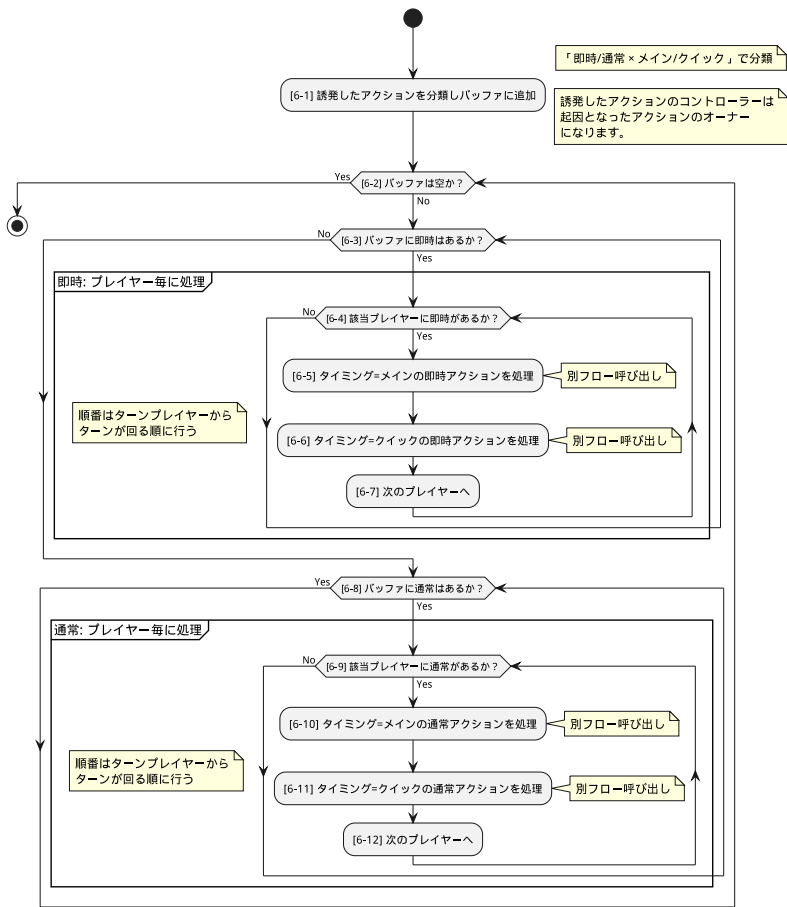 「即時/通常 × メイン/クイック」で分類
[6-1] 誘発したアクションを分類しバッファに追加
誘発したアクションのコントローラーは
起因となったアクションのオーナー
になります。
Yes
[6-2] バッファは空か？
No
No
[6-3] バッファに即時はあるか？
Yes
即時: プレイヤー毎に処理
No
[6-4] 該当プレイヤーに即時があるか？
Yes
[6-5] タイミング=メインの即時アクションを処理
別フロー呼び出し
順番はターンプレイヤーから
ターンが回る順に行う
[6-6] タイミング=クイックの即時アクションを処理
別フロー呼び出し
[6-7] 次のプレイヤーへ
Yes
[6-8] バッファに通常はあるか？
Yes
通常: プレイヤー毎に処理
No
[6-9] 該当プレイヤーに通常があるか？
Yes
[6-10] タイミング=メインの通常アクションを処理
別フロー呼び出し
順番はターンプレイヤーから
ターンが回る順に行う
[6-11] タイミング=クイックの通常アクションを処理
別フロー呼び出し
[6-12] 次のプレイヤーへ